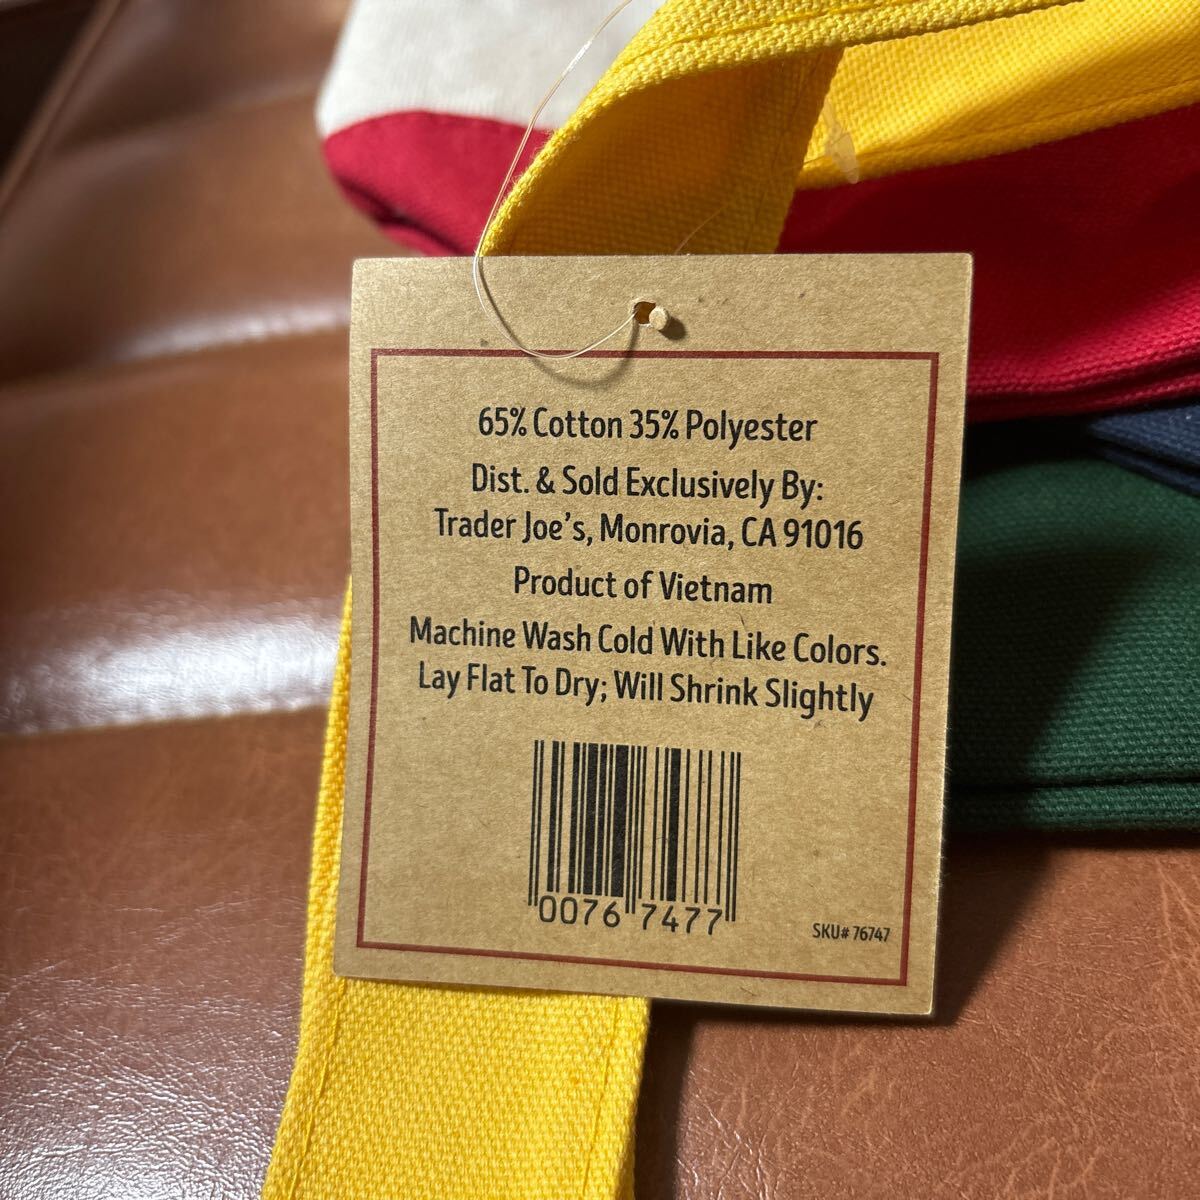 65% Cotton 35% Polyester
Dist. & Sold Exclusively By:
Trader Joe's, Monrovia, CA 91016
Product of Vietnam
Machine Wash Cold With Like Colors.
Lay Flat To Dry; Will Shrink Slightly
0076 7477
SKU# 76747